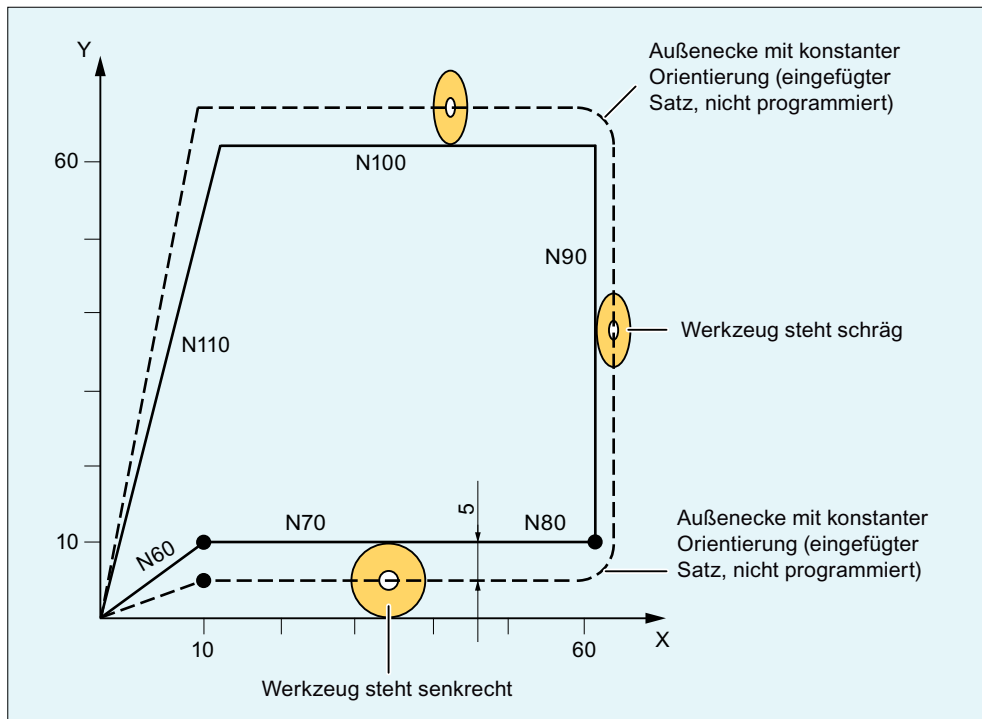 Y
Außenecke mit konstanter
Orientierung (eingefügter
Satz, nicht programmiert)
60
N100
N90
Werkzeug steht schräg
N110
5
Außenecke mit konstanter
Orientierung (eingefügter
Satz, nicht programmiert)
N70
N80
10
N60
X
10
60
Werkzeug steht senkrecht